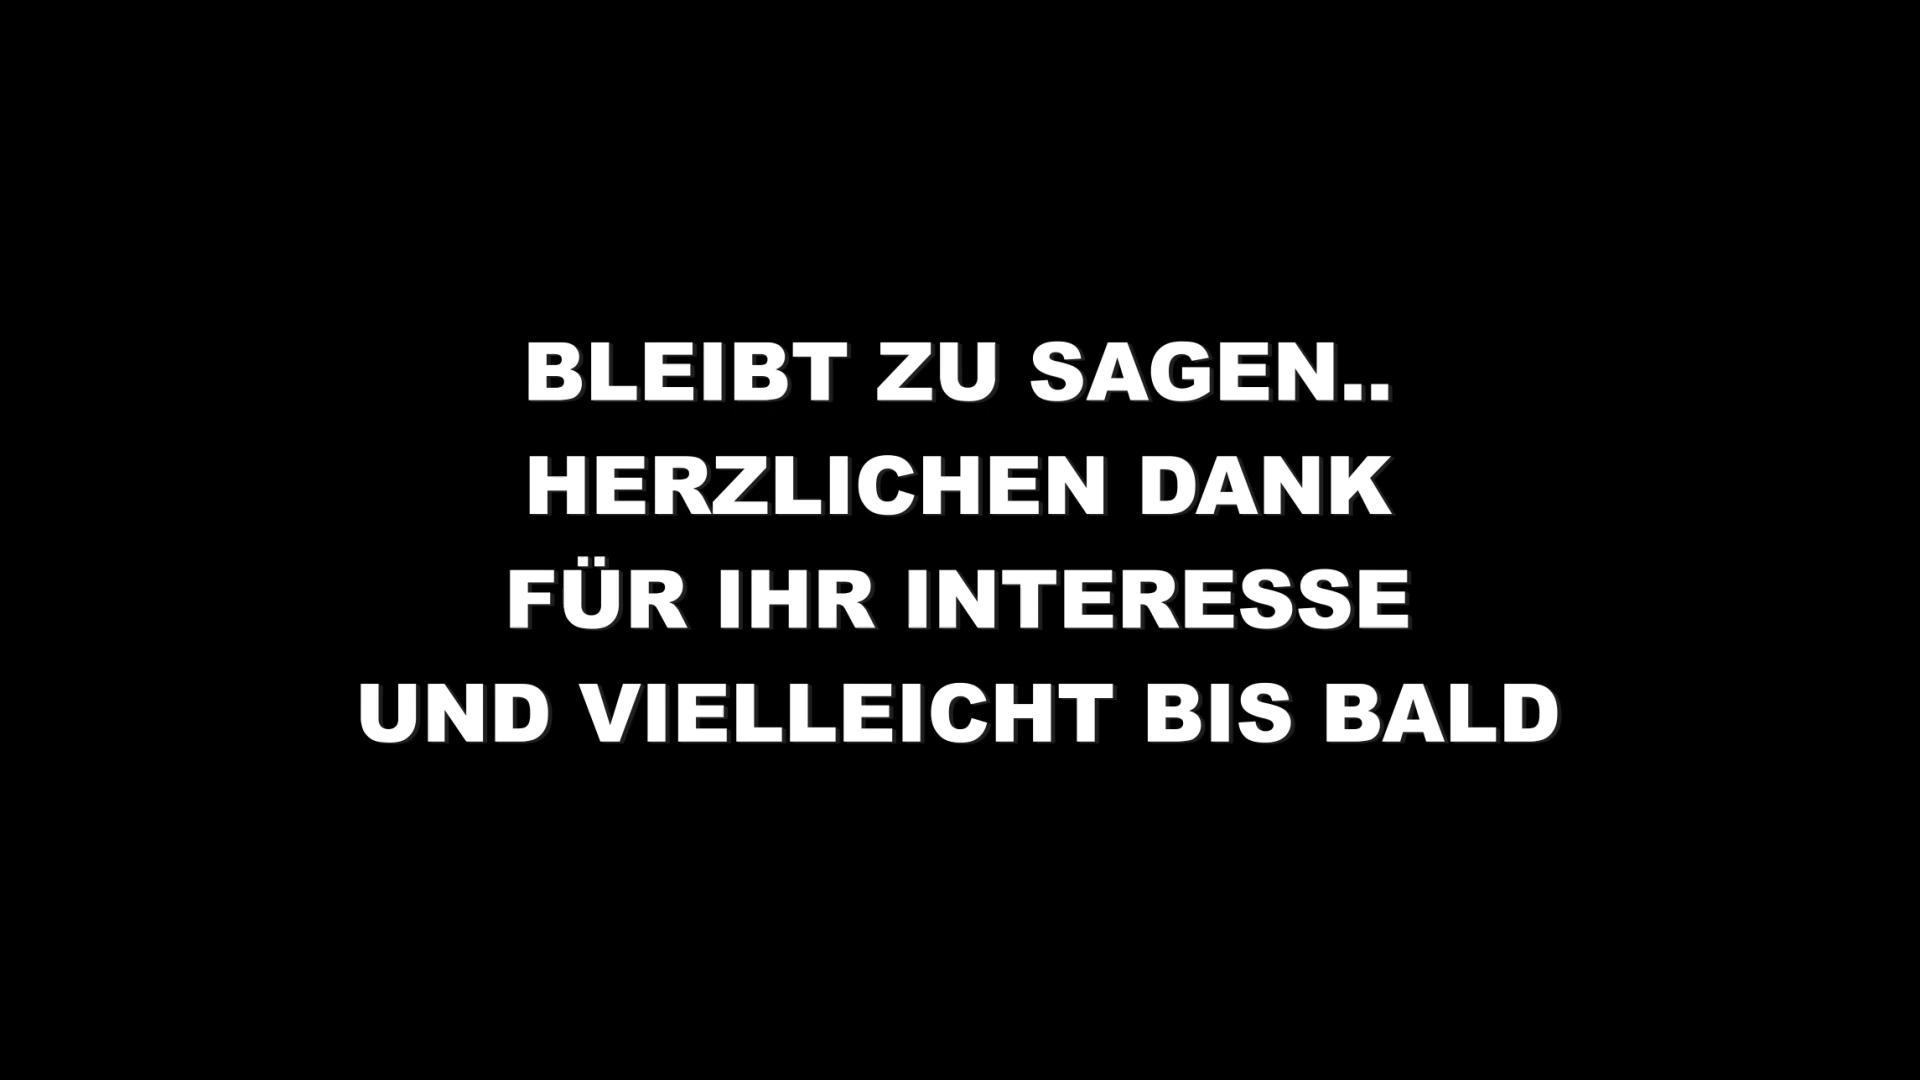 BLEIBT ZU SAGEN..
HERZLICHEN DANK
FÜR IHR INTERESSE
UND VIELLEICHT BIS BALD